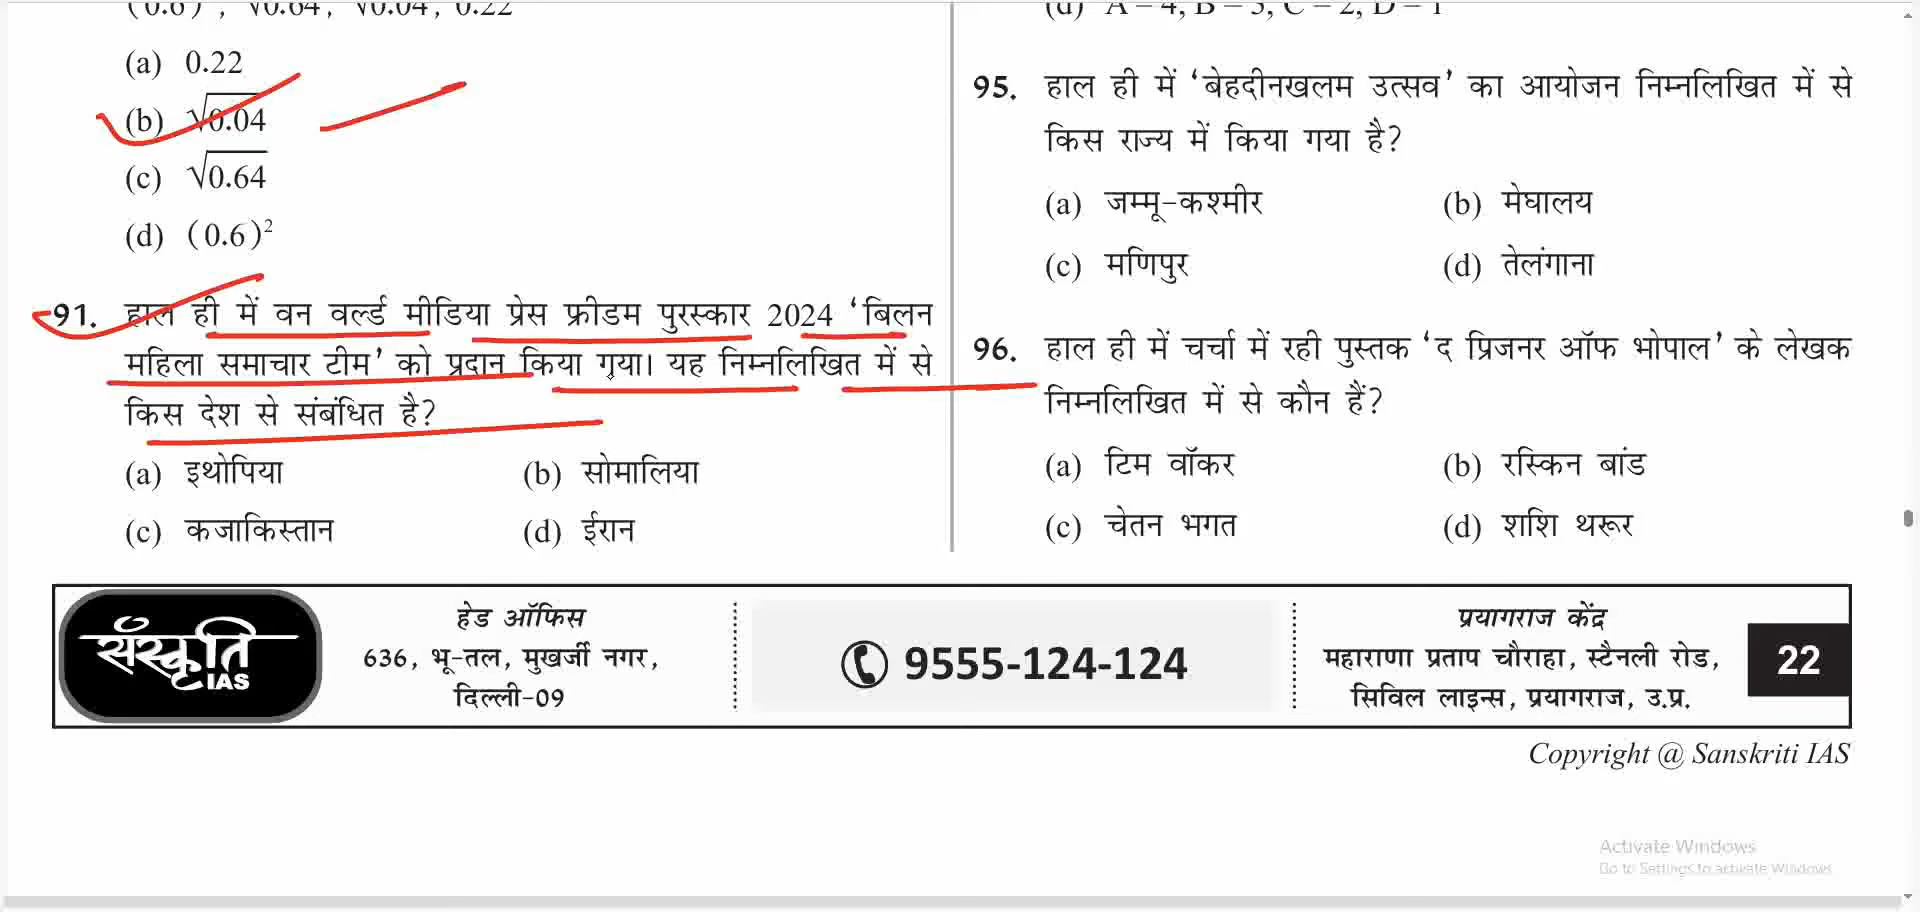 (a) 0.22
(b) √0.04
(c) √0.64
(d) (0.6)²
91. हाल ही में वन वर्ल्ड मीडिया प्रेस फ्रीडम पुरस्कार 2024 ‘बिलन
महिला समाचार टीम’ को प्रदान किया गया। यह निम्नलिखित में से
किस देश से संबंधित है?
(a) इथोपिया (b) सोमालिया
(c) कजाकिस्तान (d) ईरान
(d) A – 4, B – 3, C – 2, D – 1
95. हाल ही में ‘बेहदीनखलम उत्सव’ का आयोजन निम्नलिखित में से
किस राज्य में किया गया है?
(a) जम्मू-कश्मीर (b) मेघालय
(c) मणिपुर (d) तेलंगाना
96. हाल ही में चर्चा में रही पुस्तक ‘द प्रिजनर ऑफ भोपाल’ के लेखक
निम्नलिखित में से कौन हैं?
(a) टिम वॉकर (b) रस्किन बांड
(c) चेतन भगत (d) शशि थरूर
संस्कृति
IAS
हेड ऑफिस
636, भू-तल, मुखर्जी नगर,
दिल्ली-09
9555-124-124
प्रयागराज केंद्र
महाराणा प्रताप चौराहा, स्टैनली रोड,
सिविल लाइन्स, प्रयागराज, उ.प्र.
22
Copyright @ Sanskriti IAS
Activate Windows
Go to Settings to activate Windows